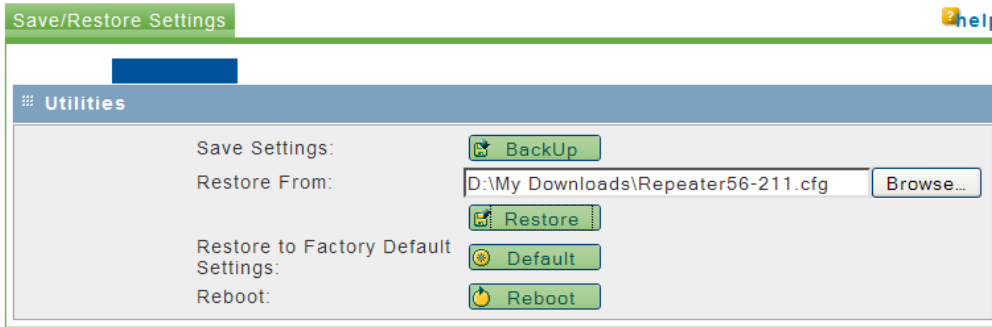 Save/Restore Settings
help
Utilities
Save Settings:
BackUp
Restore From:
D:\My Downloads\Repeater56-211.cfg
Browse...
Restore
Restore to Factory Default
Settings:
Default
Reboot:
Reboot